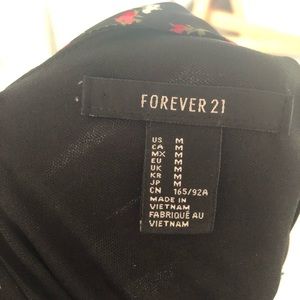 FOREVER 21
US M
CA M
MX M
EU M
UK M
KR M
JP M
CN 165/92A
MADE IN
VIETNAM
FABRIQUÉ AU
VIETNAM